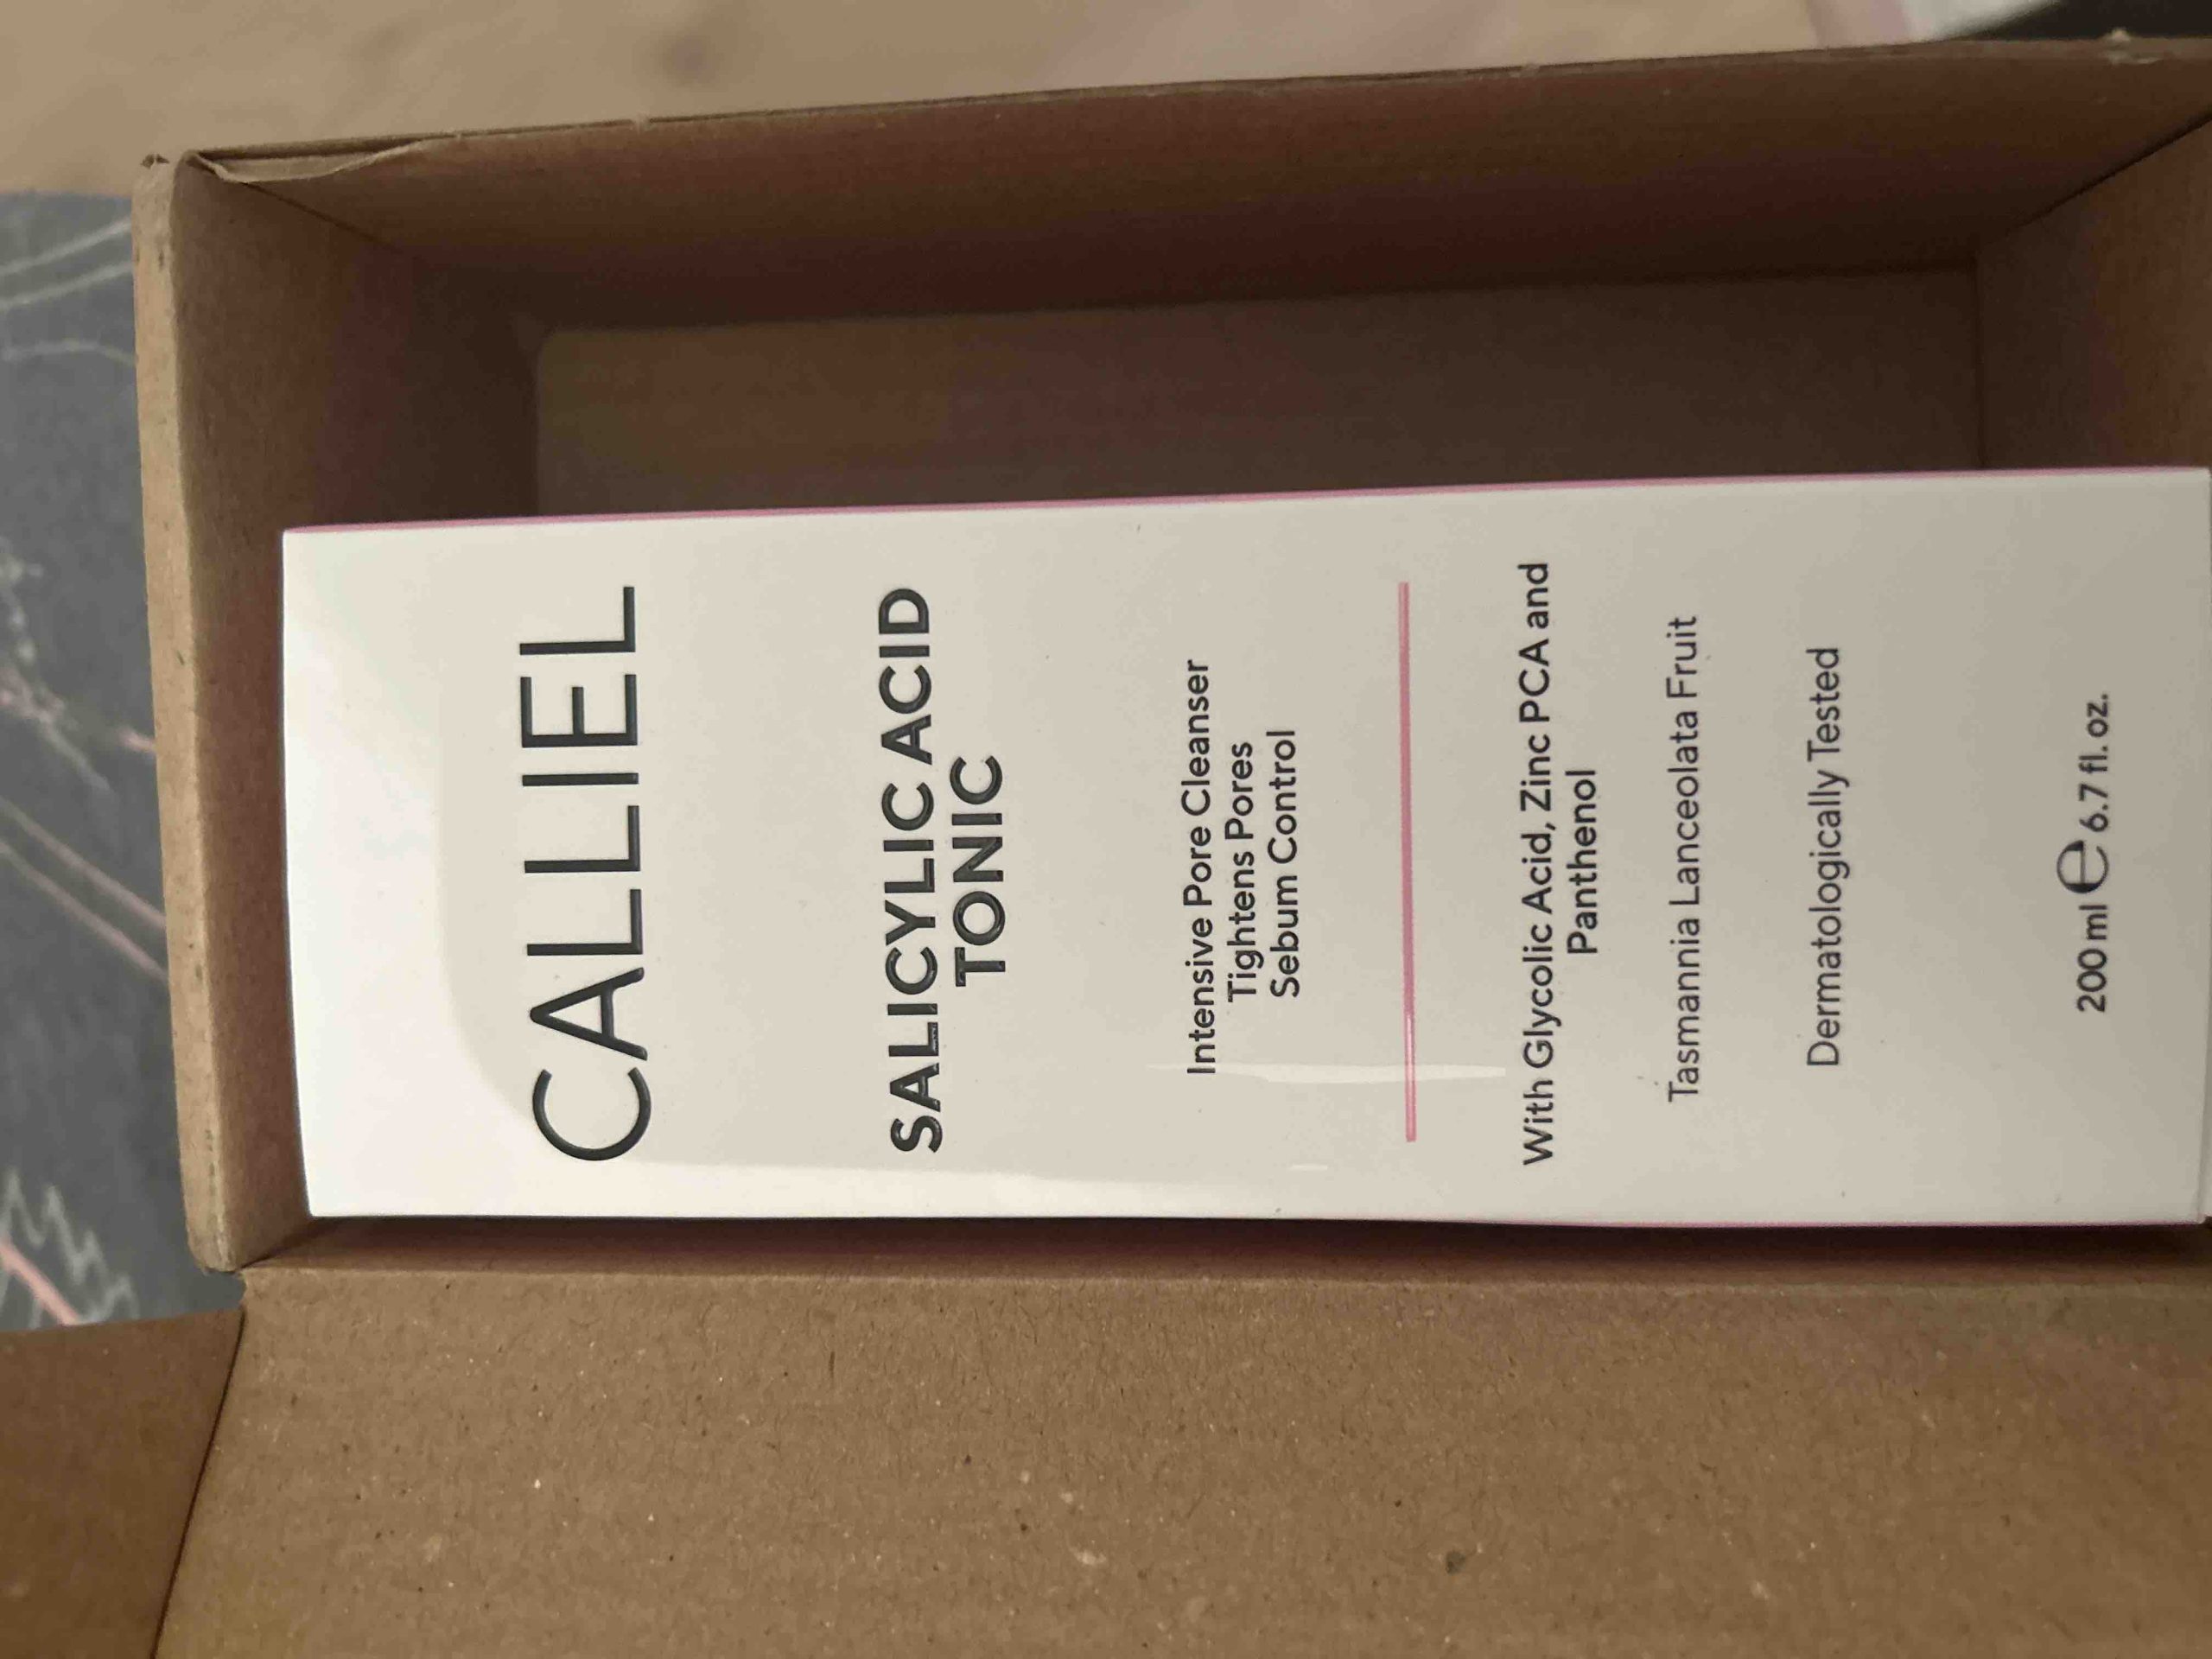 CALLIEL
SALICYLIC ACID
TONIC
Intensive Pore Cleanser
Tightens Pores
Sebum Control
With Glycolic Acid, Zinc PCA and
Panthenol
Tasmannia Lanceolata Fruit
Dermatologically Tested
200 ml ℮ 6.7 fl. oz.